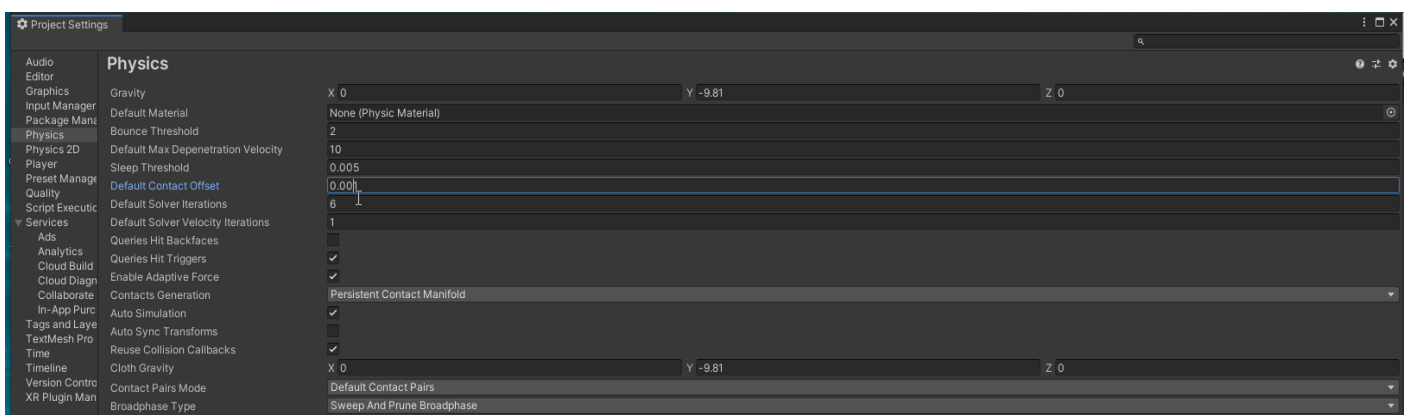 Project Settings
Audio
Editor
Graphics
Input Manager
Package Mana
Physics
Physics 2D
Player
Preset Manage
Quality
Script Executio
Services
Ads
Analytics
Cloud Build
Cloud Diagn
Collaborate
In-App Purc
Tags and Laye
TextMesh Pro
Time
Timeline
Version Contro
XR Plugin Man
Physics
Gravity X 0 Y -9.81 Z 0
Default Material None (Physic Material)
Bounce Threshold 2
Default Max Depenetration Velocity 10
Sleep Threshold 0.005
Default Contact Offset 0.001
Default Solver Iterations 6
Default Solver Velocity Iterations 1
Queries Hit Backfaces
Queries Hit Triggers
Enable Adaptive Force
Contacts Generation Persistent Contact Manifold
Auto Simulation
Auto Sync Transforms
Reuse Collision Callbacks
Cloth Gravity X 0 Y -9.81 Z 0
Contact Pairs Mode Default Contact Pairs
Broadphase Type Sweep And Prune Broadphase